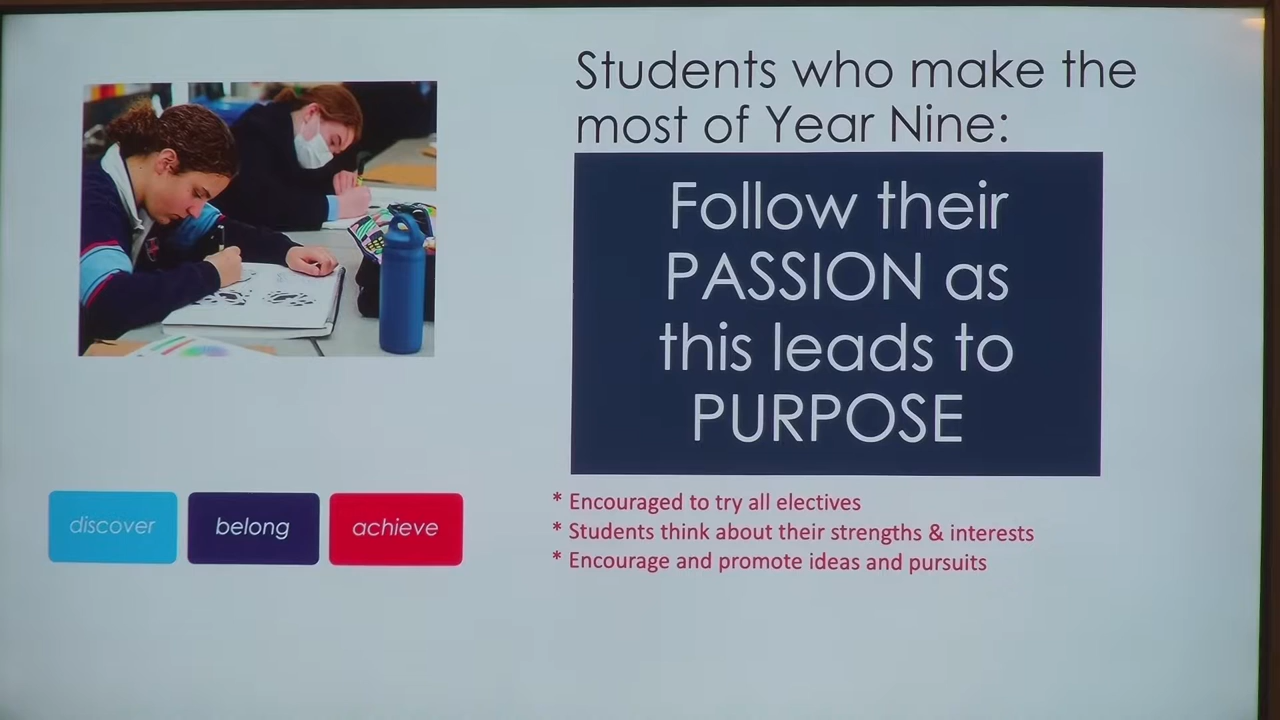 Students who make the
most of Year Nine:
Follow their
PASSION as
this leads to
PURPOSE
discover
belong
achieve
* Encouraged to try all electives
* Students think about their strengths & interests
* Encourage and promote ideas and pursuits